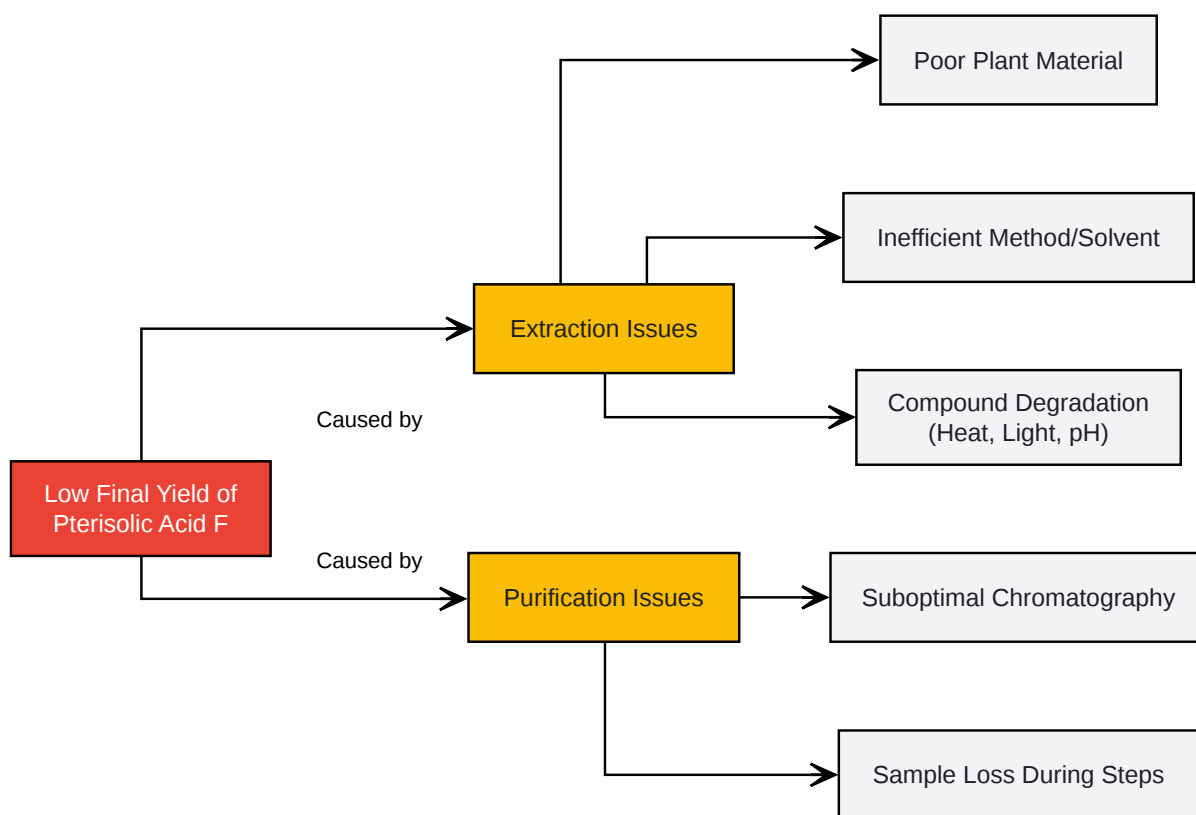 Poor Plant Material
Inefficient Method/Solvent
Extraction Issues
Compound Degradation
(Heat, Light, pH)
Caused by
Low Final Yield of
Pterisolic Acid F
Caused by
Purification Issues
Suboptimal Chromatography
Sample Loss During Steps